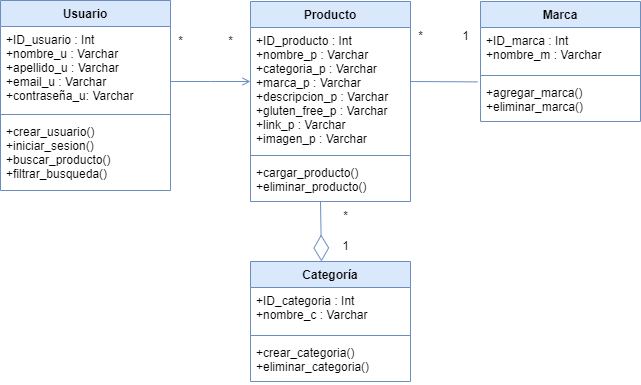 Usuario
+ID_usuario : Int
+nombre_u : Varchar
+apellido_u : Varchar
+email_u : Varchar
+contraseña_u: Varchar
+crear_usuario()
+iniciar_sesion()
+buscar_producto()
+filtrar_busqueda()
* *
Producto
+ID_producto : Int
+nombre_p : Varchar
+categoria_p : Varchar
+marca_p : Varchar
+descripcion_p : Varchar
+gluten_free_p : Varchar
+link_p : Varchar
+imagen_p : Varchar
+cargar_producto()
+eliminar_producto()
* 1
Marca
+ID_marca : Int
+nombre_m : Varchar
+agregar_marca()
+eliminar_marca()
*
1
Categoría
+ID_categoria : Int
+nombre_c : Varchar
+crear_categoria()
+eliminar_categoria()